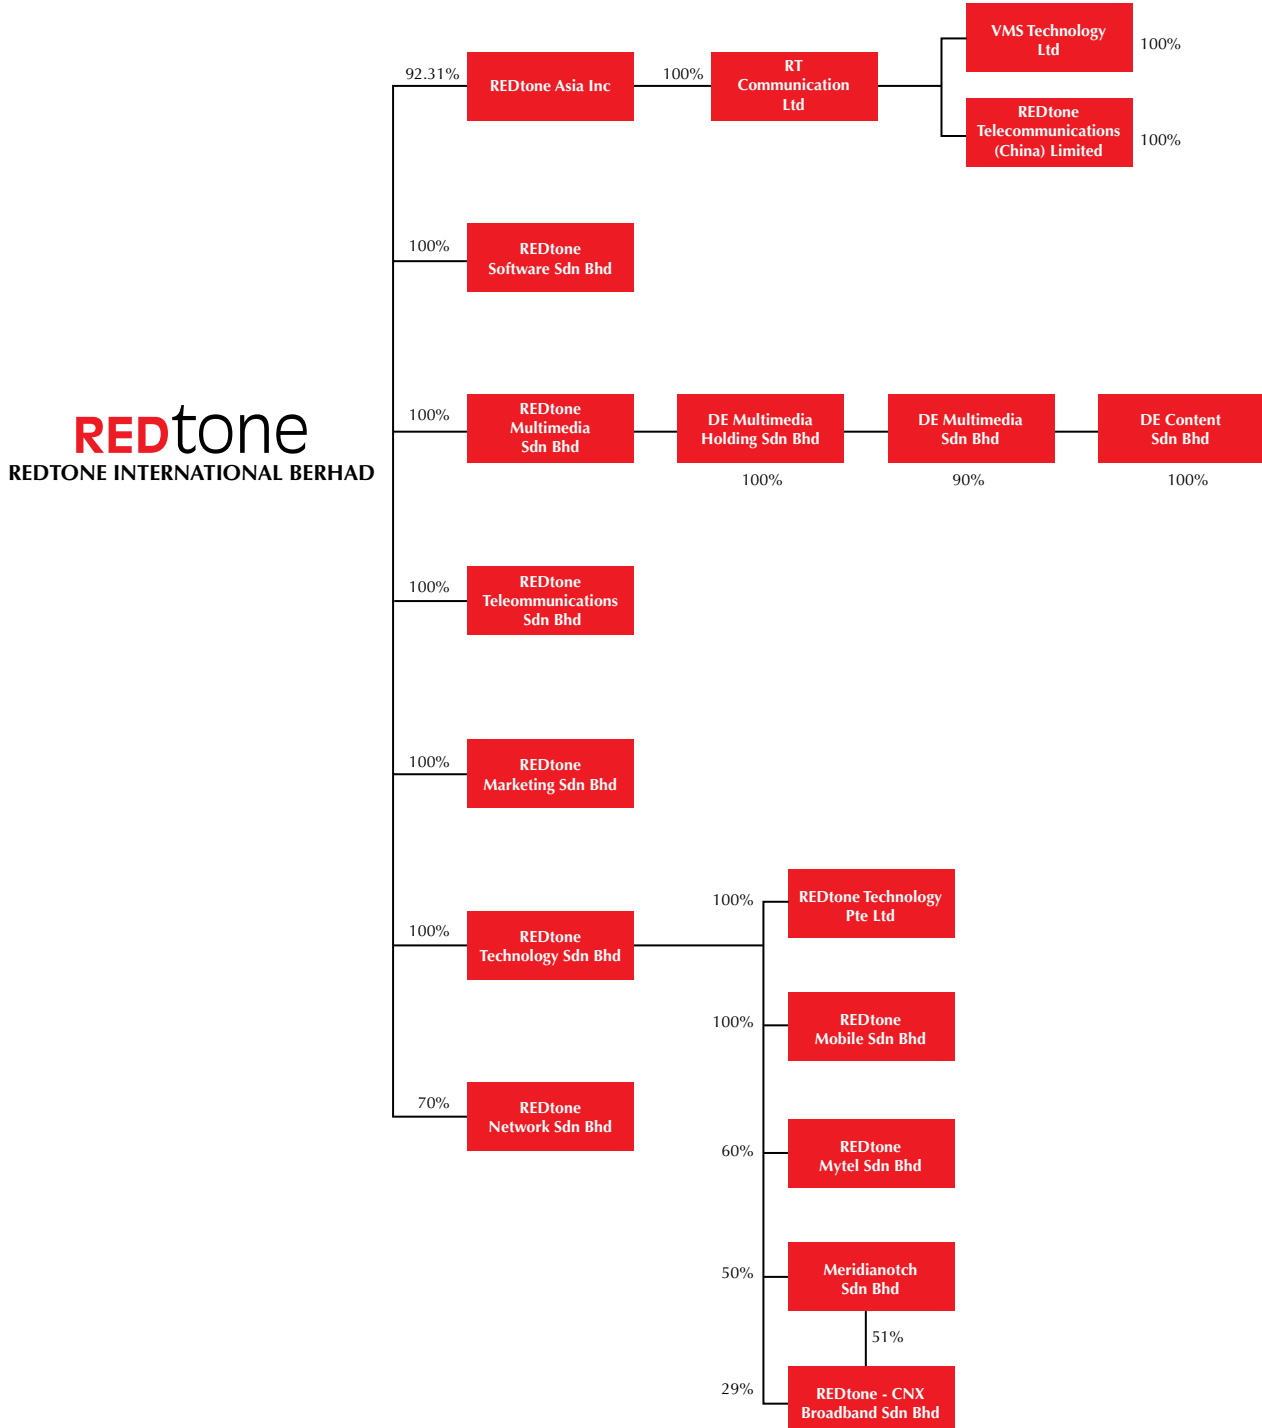 VMS Technology
Ltd
100%
92.31%
REDtone Asia Inc
100%
RT
Communication
Ltd
REDtone
Telecommunications
(China) Limited
100%
100%
REDtone
Software Sdn Bhd
REDtone
REDTONE INTERNATIONAL BERHAD
100%
REDtone
Multimedia
Sdn Bhd
DE Multimedia
Holding Sdn Bhd
100%
DE Multimedia
Sdn Bhd
90%
DE Content
Sdn Bhd
100%
100%
REDtone
Teleommunications
Sdn Bhd
100%
REDtone
Marketing Sdn Bhd
100%
REDtone
Technology Sdn Bhd
100%
REDtone Technology
Pte Ltd
100%
REDtone
Mobile Sdn Bhd
70%
REDtone
Network Sdn Bhd
60%
REDtone
Mytel Sdn Bhd
50%
Meridianotch
Sdn Bhd
51%
29%
REDtone - CNX
Broadband Sdn Bhd